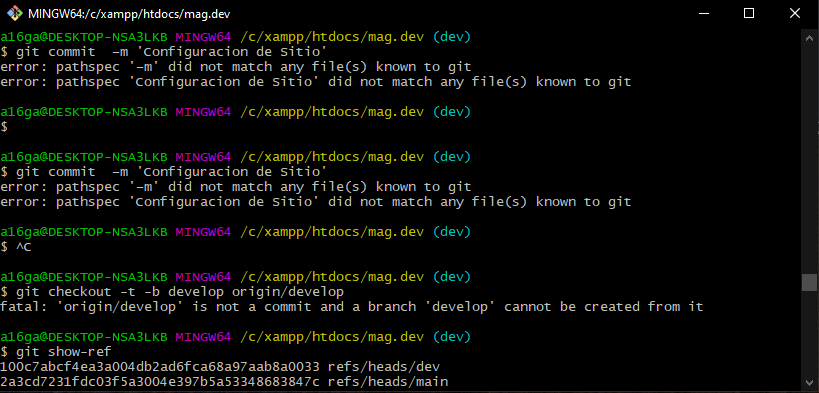 MINGW64:/c/xampp/htdocs/mag.dev
a16ga@DESKTOP-NSA3LKB MINGW64 /c/xampp/htdocs/mag.dev (dev)
$ git commit  –m 'Configuracion de Sitio'
error: pathspec '–m' did not match any file(s) known to git
error: pathspec 'Configuracion de Sitio' did not match any file(s) known to git
a16ga@DESKTOP-NSA3LKB MINGW64 /c/xampp/htdocs/mag.dev (dev)
$
a16ga@DESKTOP-NSA3LKB MINGW64 /c/xampp/htdocs/mag.dev (dev)
$ git commit  –m 'Configuracion de Sitio'
error: pathspec '–m' did not match any file(s) known to git
error: pathspec 'Configuracion de Sitio' did not match any file(s) known to git
a16ga@DESKTOP-NSA3LKB MINGW64 /c/xampp/htdocs/mag.dev (dev)
$ ^C
a16ga@DESKTOP-NSA3LKB MINGW64 /c/xampp/htdocs/mag.dev (dev)
$ git checkout -t -b develop origin/develop
fatal: 'origin/develop' is not a commit and a branch 'develop' cannot be created from it
a16ga@DESKTOP-NSA3LKB MINGW64 /c/xampp/htdocs/mag.dev (dev)
$ git show-ref
100c7abcf4ea3a004db2ad6fca68a97aab8a0033 refs/heads/dev
2a3cd7231fdc03f5a3004e397b5a53348683847c refs/heads/main